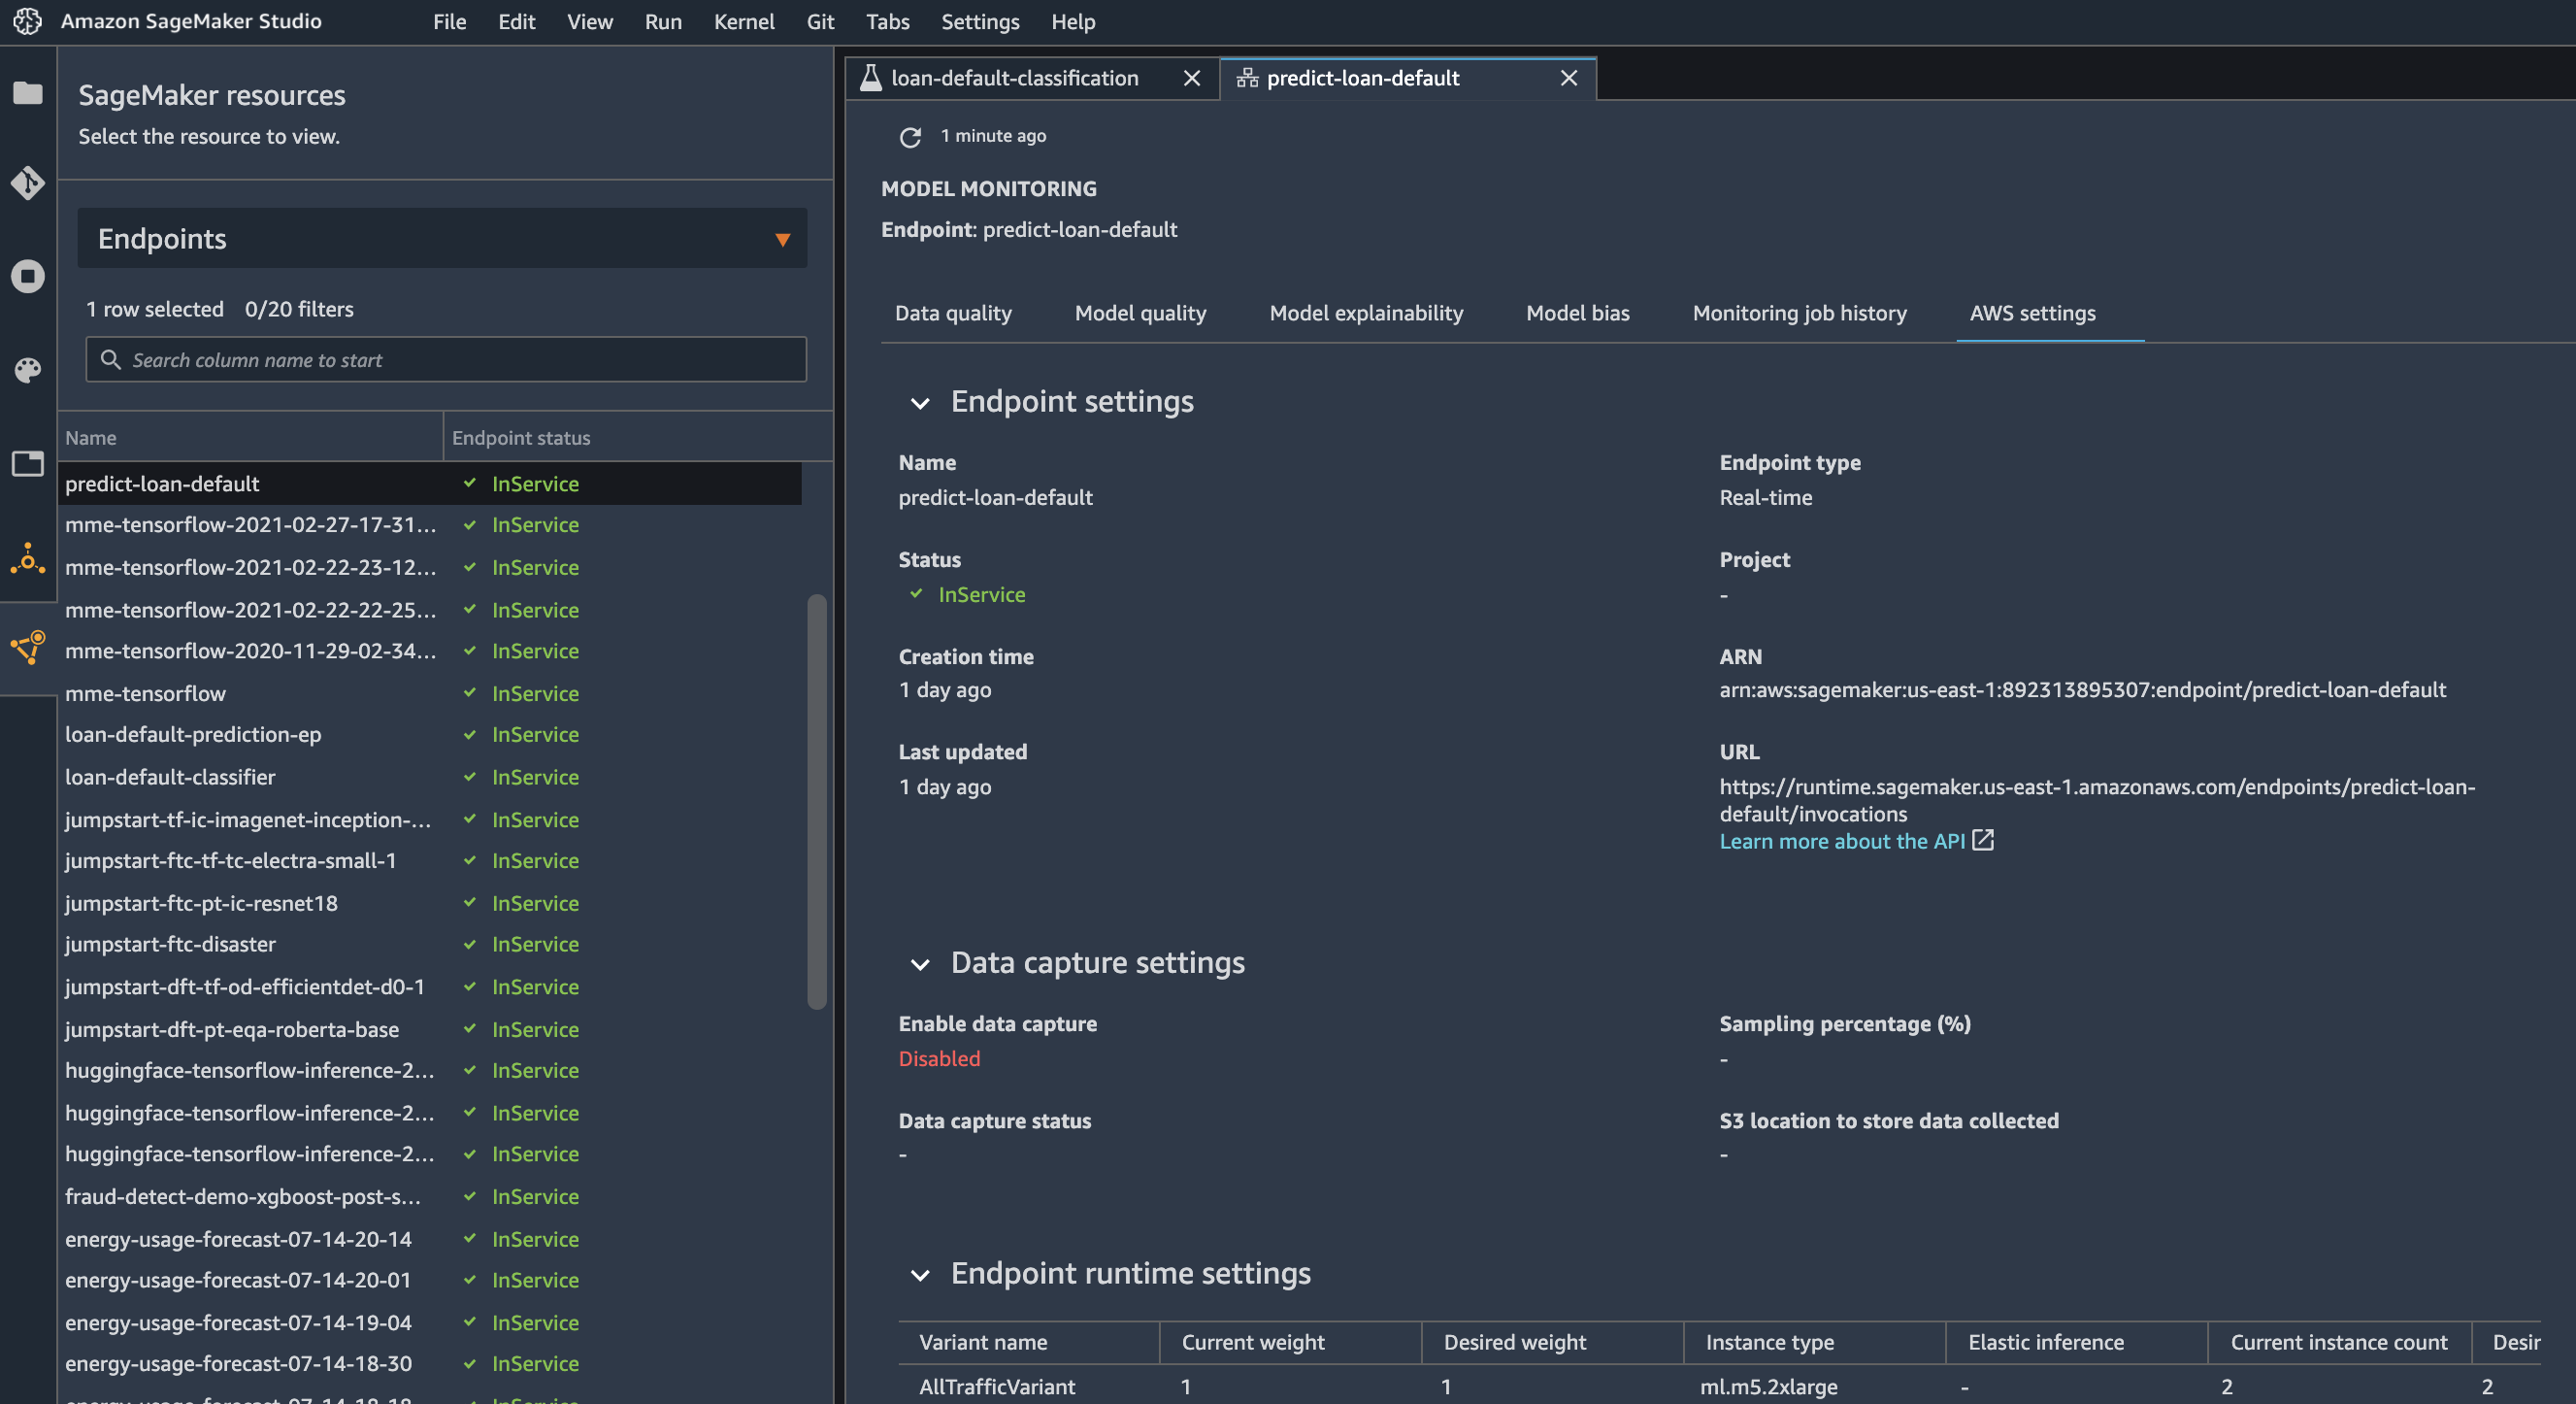 Amazon SageMaker Studio
File Edit View Run Kernel Git Tabs Settings Help
SageMaker resources
Select the resource to view.
Endpoints
1 row selected 0/20 filters
Search column name to start
Name Endpoint status
predict-loan-default InService
mme-tensorflow-2021-02-27-17-31... InService
mme-tensorflow-2021-02-22-23-12... InService
mme-tensorflow-2021-02-22-22-25... InService
mme-tensorflow-2020-11-29-02-34... InService
mme-tensorflow InService
loan-default-prediction-ep InService
loan-default-classifier InService
jumpstart-tf-ic-imagenet-inception-... InService
jumpstart-ftc-tf-tc-electra-small-1 InService
jumpstart-ftc-pt-ic-resnet18 InService
jumpstart-ftc-disaster InService
jumpstart-dft-tf-od-efficientdet-d0-1 InService
jumpstart-dft-pt-eqa-roberta-base InService
huggingface-tensorflow-inference-2... InService
huggingface-tensorflow-inference-2... InService
huggingface-tensorflow-inference-2... InService
fraud-detect-demo-xgboost-post-s... InService
energy-usage-forecast-07-14-20-14 InService
energy-usage-forecast-07-14-20-01 InService
energy-usage-forecast-07-14-19-04 InService
energy-usage-forecast-07-14-18-30 InService
loan-default-classification predict-loan-default
1 minute ago
MODEL MONITORING
Endpoint: predict-loan-default
Data quality Model quality Model explainability Model bias Monitoring job history AWS settings
Endpoint settings
Name Endpoint type
predict-loan-default Real-time
Status Project
InService -
Creation time ARN
1 day ago arn:aws:sagemaker:us-east-1:892313895307:endpoint/predict-loan-default
Last updated URL
1 day ago https://runtime.sagemaker.us-east-1.amazonaws.com/endpoints/predict-loan-
default/invocations
Learn more about the API
Data capture settings
Enable data capture Sampling percentage (%)
Disabled -
Data capture status S3 location to store data collected
- -
Endpoint runtime settings
Variant name Current weight Desired weight Instance type Elastic inference Current instance count Desir
AllTrafficVariant 1 1 ml.m5.2xlarge - 2 2